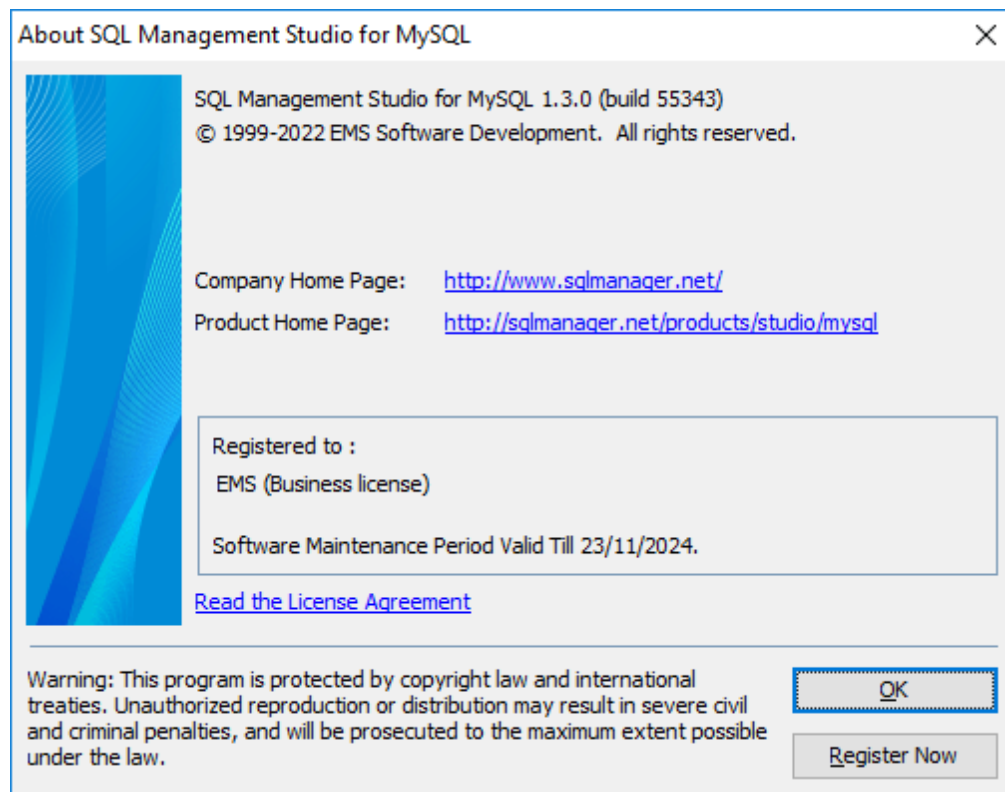 About SQL Management Studio for MySQL
SQL Management Studio for MySQL 1.3.0 (build 55343)
© 1999-2022 EMS Software Development.  All rights reserved.
Company Home Page: http://www.sqlmanager.net/
Product Home Page: http://sqlmanager.net/products/studio/mysql
Registered to :
EMS (Business license)
Software Maintenance Period Valid Till 23/11/2024.
Read the License Agreement
Warning: This program is protected by copyright law and international
treaties. Unauthorized reproduction or distribution may result in severe civil
and criminal penalties, and will be prosecuted to the maximum extent possible
under the law.
OK
Register Now